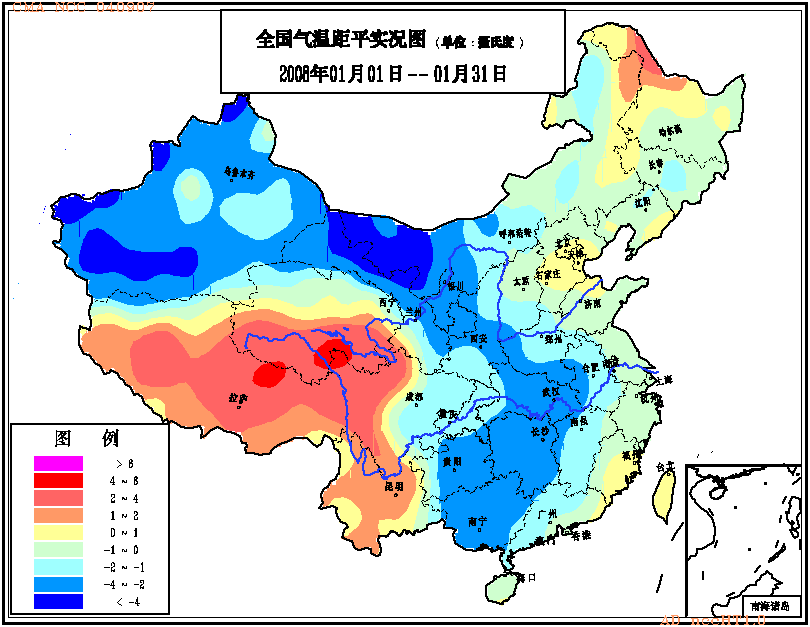 CMA NCC 040902
全国气温距平实况图 (单位:摄氏度)
2008年01月01日--01月31日
哈尔滨
长春
乌鲁木齐
沈阳
呼和浩特
北京
天津
银川
太原
石家庄
济南
西宁
兰州
西安
郑州
合肥
南京
上海
拉萨
成都
重庆
武汉
杭州
南昌
长沙
贵阳
福州
台北
昆明
南宁
广州
澳门
香港
海口
图 例
> 6
4 ~ 6
2 ~ 4
1 ~ 2
0 ~ 1
-1 ~ 0
-2 ~ -1
-4 ~ -2
< -4
南海诸岛